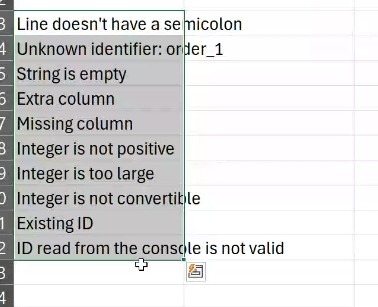 3 Line doesn't have a semicolon
4 Unknown identifier: order_1
5 String is empty
6 Extra column
7 Missing column
8 Integer is not positive
9 Integer is too large
0 Integer is not convertible
1 Existing ID
2 ID read from the console is not valid
3
4